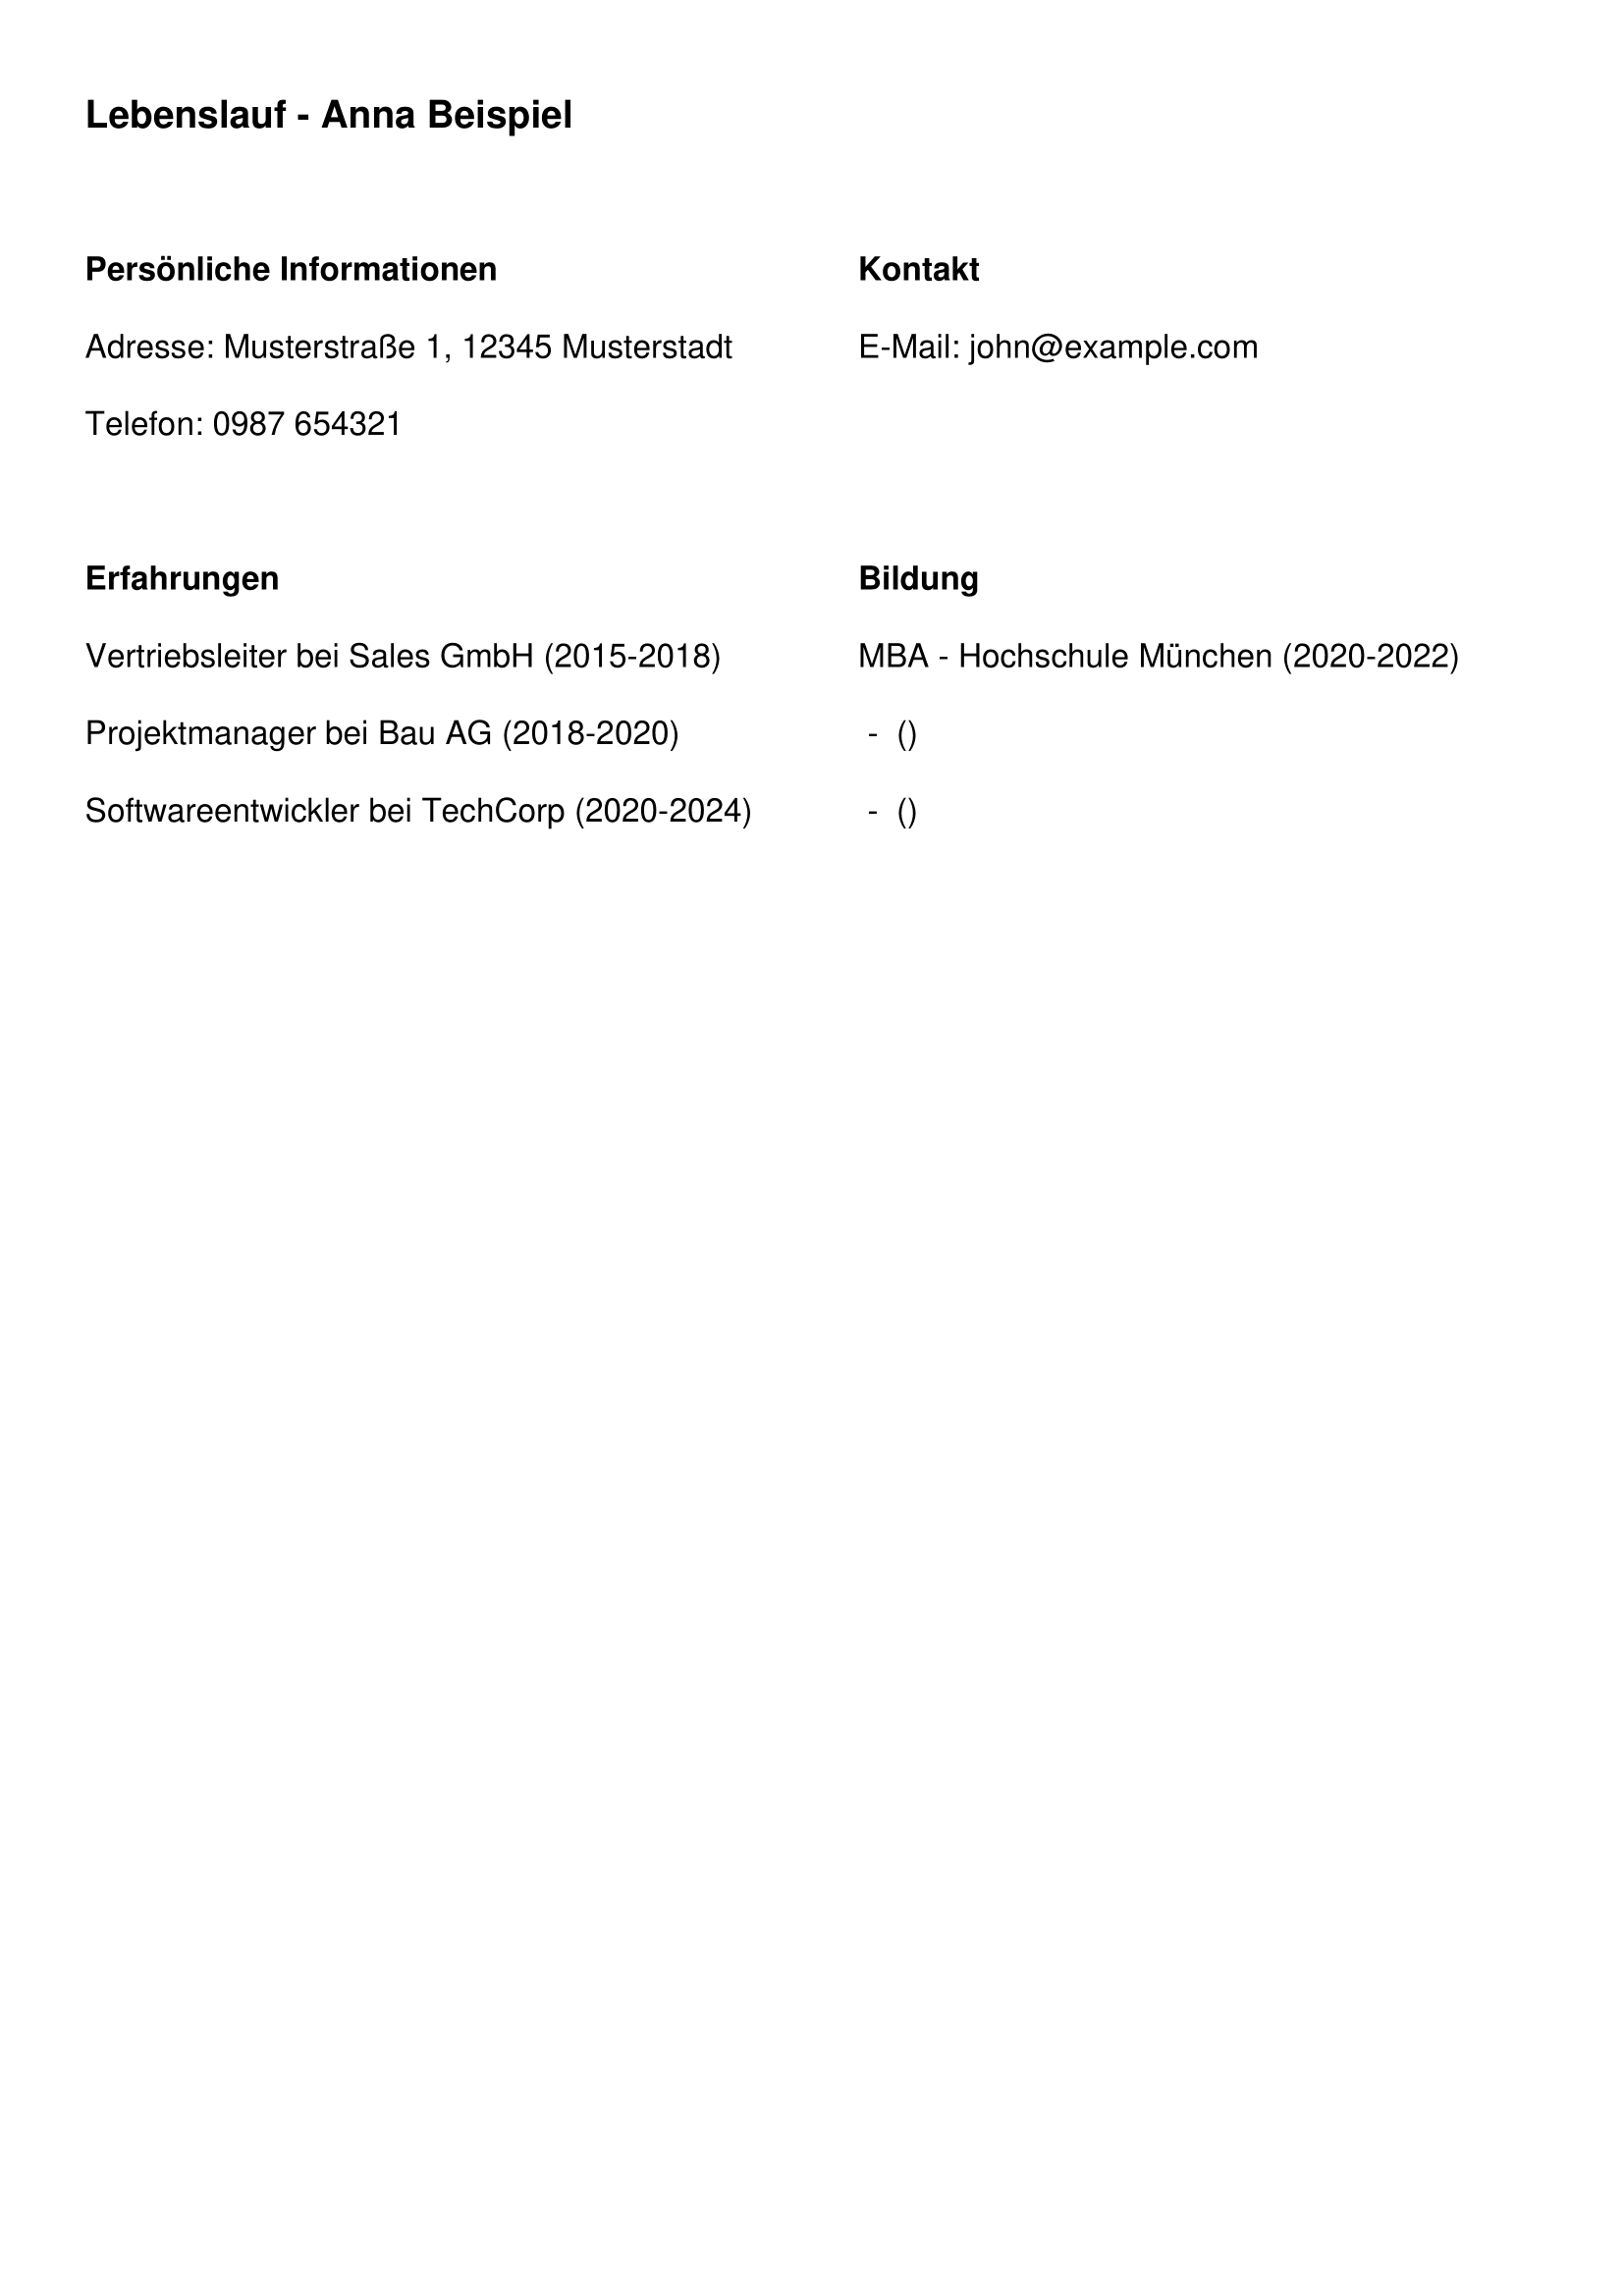 Lebenslauf - Anna Beispiel
Persönliche Informationen
Adresse: Musterstraße 1, 12345 Musterstadt
Telefon: 0987 654321
Kontakt
E-Mail: john@example.com
Erfahrungen
Vertriebsleiter bei Sales GmbH (2015-2018)
Projektmanager bei Bau AG (2018-2020)
Softwareentwickler bei TechCorp (2020-2024)
Bildung
MBA - Hochschule München (2020-2022)
- ()
- ()